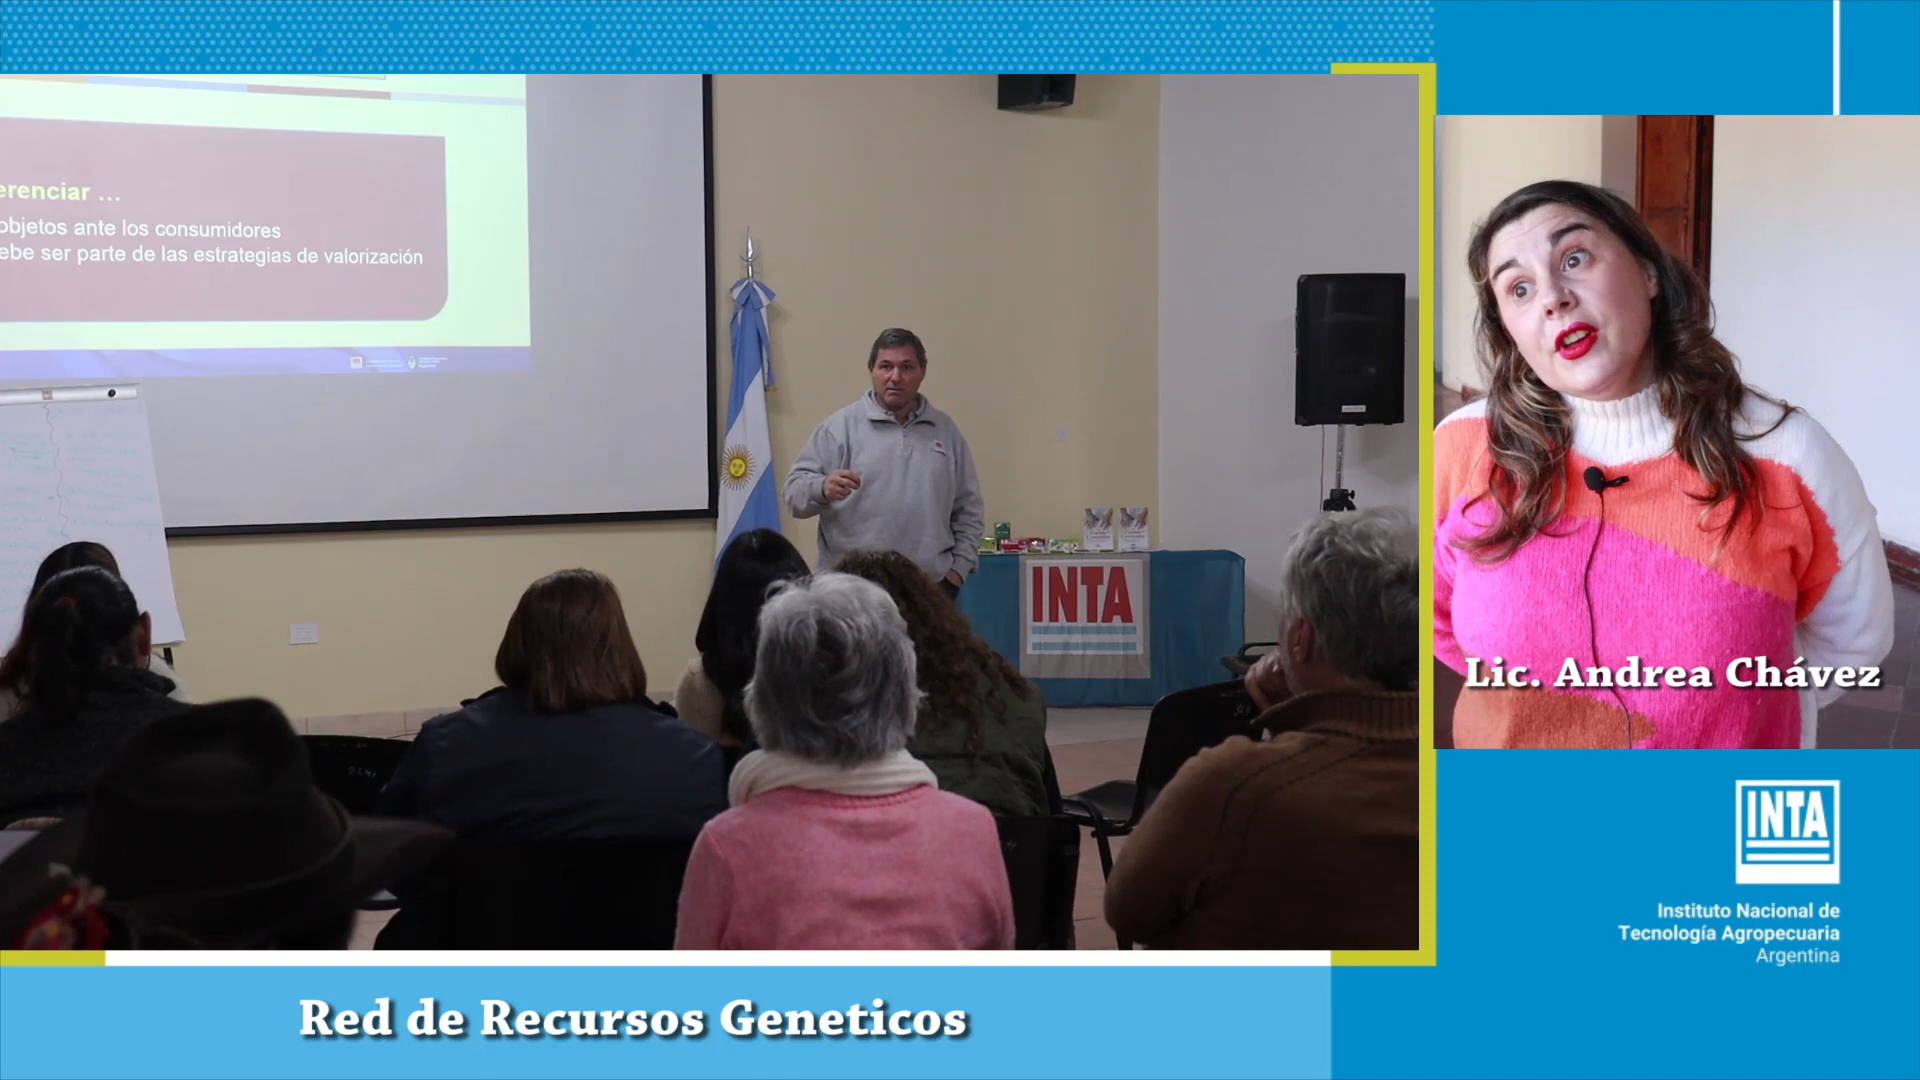 erenciar ...
objetos ante los consumidores
ebe ser parte de las estrategias de valorización
INTA
Lic. Andrea Chávez
INTA
Instituto Nacional de
Tecnología Agropecuaria
Argentina
Red de Recursos Geneticos